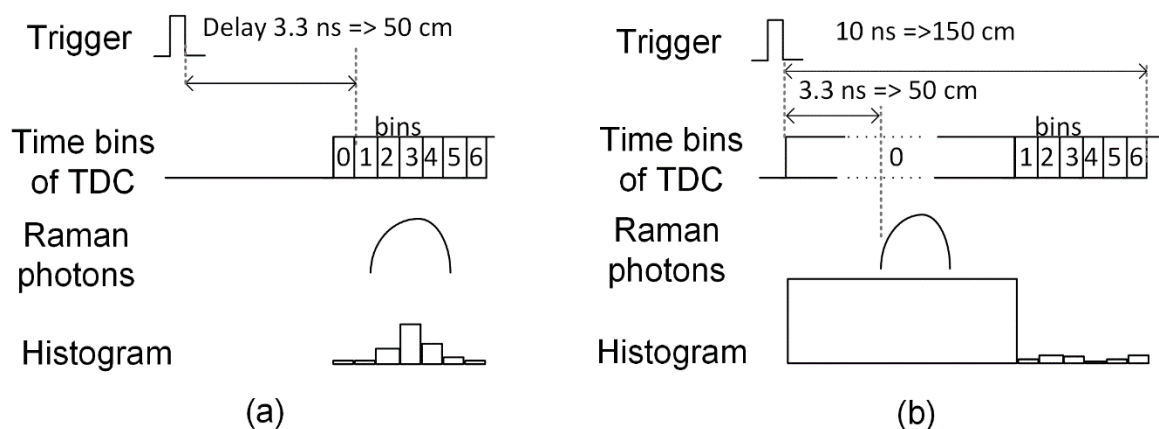 Trigger
Delay 3.3 ns => 50 cm
bins
Time bins
of TDC
0 1 2 3 4 5 6
Raman
photons
Histogram
(a)
Trigger
10 ns =>150 cm
3.3 ns => 50 cm
bins
Time bins
of TDC
0 1 2 3 4 5 6
Raman
photons
Histogram
(b)